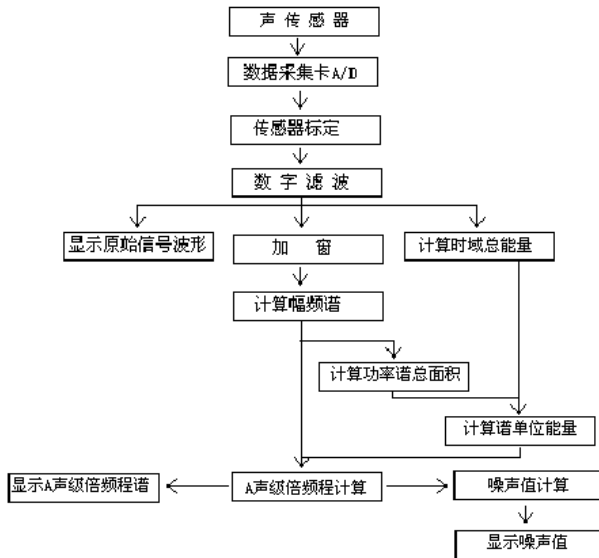 声 传 感 器
数据采集卡A/D
传感器标定
数 字 滤 波
显示原始信号波形
加 窗
计算时域总能量
计算幅频谱
计算功率谱总面积
计算谱单位能量
显示A声级倍频程谱
A声级倍频程计算
噪声值计算
显示噪声值